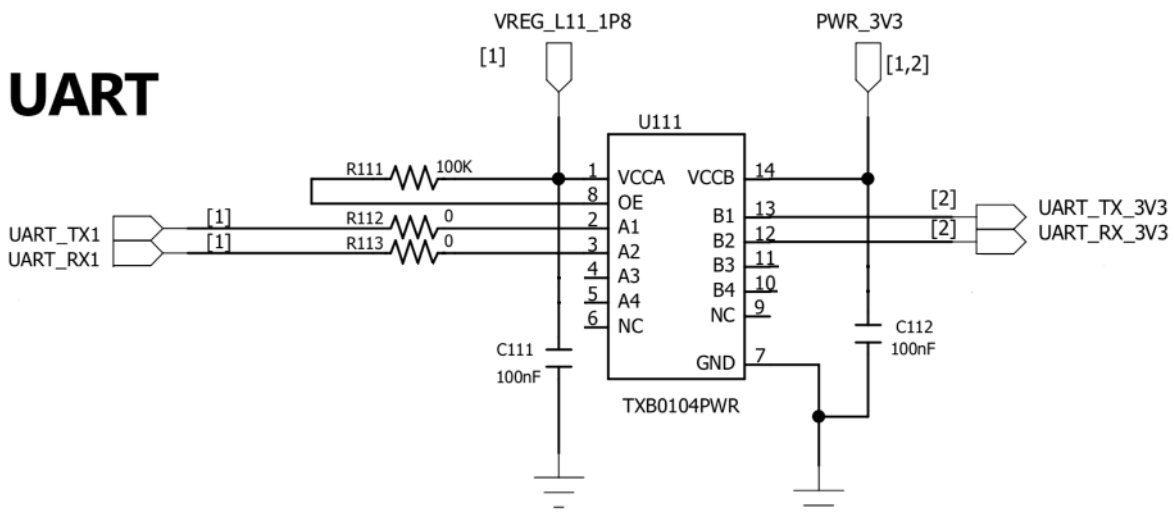 VREG_L11_1P8
PWR_3V3
[1]
[1,2]
UART
U111
R111
100K
1
VCCA
VCCB
14
8
OE
[1]
R112
0
2
A1
B1
13
[2]
UART_TX_3V3
UART_TX1
[1]
R113
0
3
A2
B2
12
[2]
UART_RX_3V3
UART_RX1
4
A3
B3
11
5
A4
B4
10
6
NC
NC
9
C111
100nF
GND
7
C112
100nF
TXB0104PWR